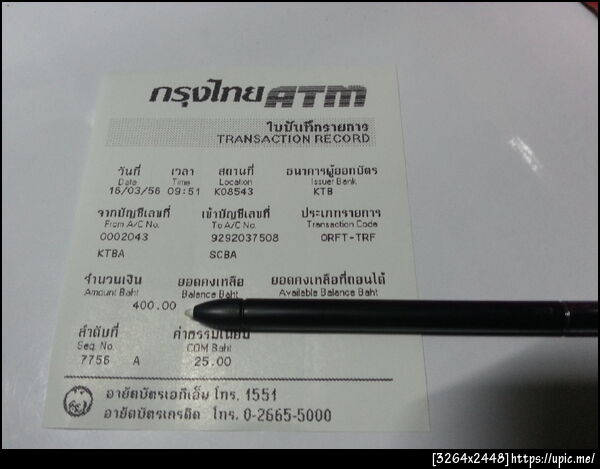 กรุงไทย ATM
ใบบันทึกรายการ
TRANSACTION RECORD
วันที่ เวลา สถานที่ ธนาคารผู้ออกบัตร
Date Time Location Issuer Bank
16/03/56 09:51 K08543 KTB
จากบัญชีเลขที่ เข้าบัญชีเลขที่ ประเภทรายการ
From A/C No. To A/C No. Transaction Code
0002043 9292037508 ORFT-TRF
KTBA SCBA
จำนวนเงิน ยอดคงเหลือ ยอดคงเหลือที่ถอนได้
Amount Baht Balance Baht Available Balance Baht
400.00
ลำดับที่ ค่าธรรมเนียม
Seq. No. COM Baht
7756 A 25.00
อายัดบัตรเอทีเอ็ม โทร. 1551
อายัดบัตรเครดิต โทร. 0-2665-5000
[3264x2448]https://upic.me/